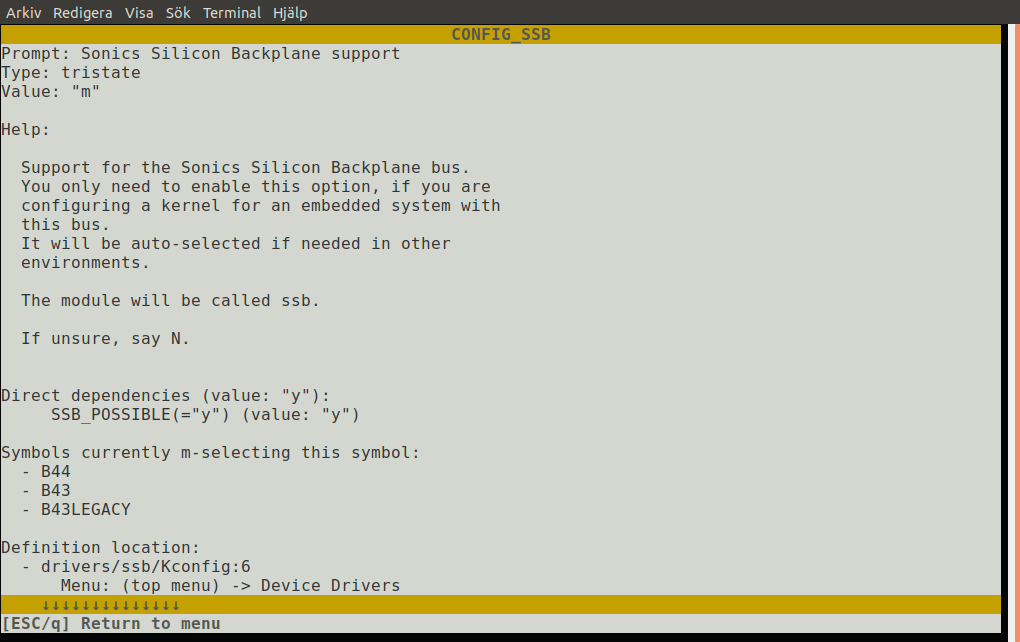 Arkiv Redigera Visa Sök Terminal Hjälp
CONFIG_SSB
Prompt: Sonics Silicon Backplane support
Type: tristate
Value: "m"
Help:
Support for the Sonics Silicon Backplane bus.
You only need to enable this option, if you are
configuring a kernel for an embedded system with
this bus.
It will be auto-selected if needed in other
environments.
The module will be called ssb.
If unsure, say N.
Direct dependencies (value: "y"):
SSB_POSSIBLE(="y") (value: "y")
Symbols currently m-selecting this symbol:
- B44
- B43
- B43LEGACY
Definition location:
- drivers/ssb/Kconfig:6
Menu: (top menu) -> Device Drivers
↓↓↓↓↓↓↓↓↓↓↓↓↓↓
[ESC/q] Return to menu